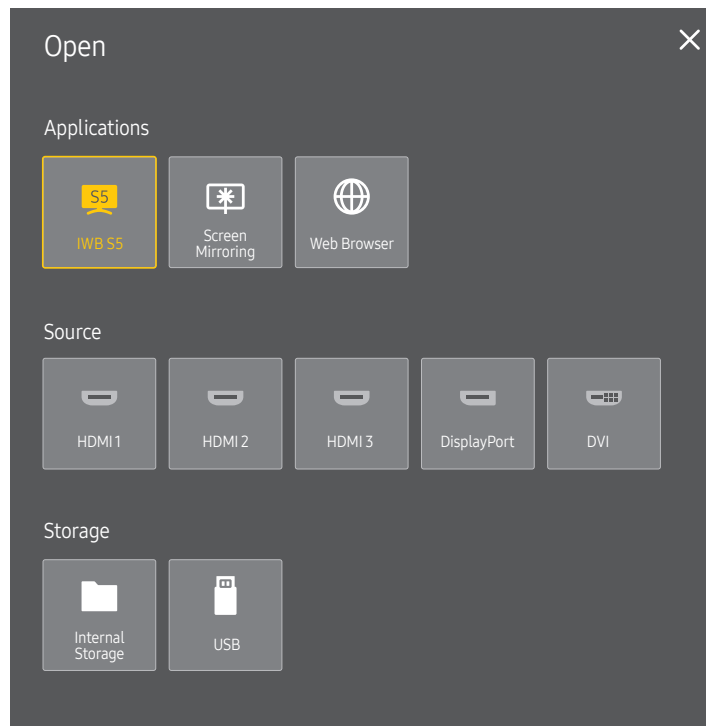 Open
Applications
S5
IWB S5
Screen
Mirroring
Web Browser
Source
HDMI 1
HDMI 2
HDMI 3
DisplayPort
DVI
Storage
Internal
Storage
USB